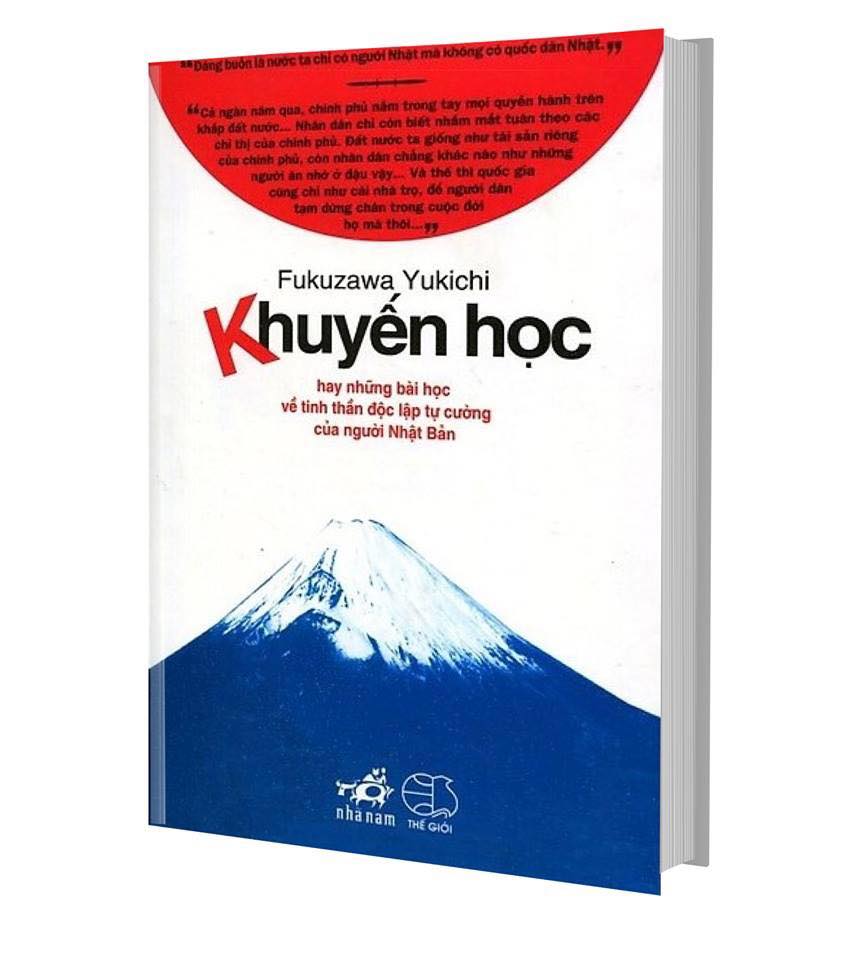 “Đáng buồn là nước ta chỉ có người Nhật mà không có quốc dân Nhật.”
“Cả ngàn năm qua, chính phủ nắm trong tay mọi quyền hành trên
khắp đất nước... Nhân dân chỉ còn biết nhắm mắt tuân theo các
chỉ thị của chính phủ. Đất nước ta giống như tài sản riêng
của chính phủ, còn nhân dân chẳng khác nào như những
người ăn nhờ ở đậu vậy... Và thế thì quốc gia
cũng chỉ như cái nhà trọ, để người dân
tạm dừng chân trong cuộc đời
họ mà thôi...”
Fukuzawa Yukichi
Khuyến học
hay những bài học
về tinh thần độc lập tự cường
của người Nhật Bản
nhã nam
THẾ GIỚI